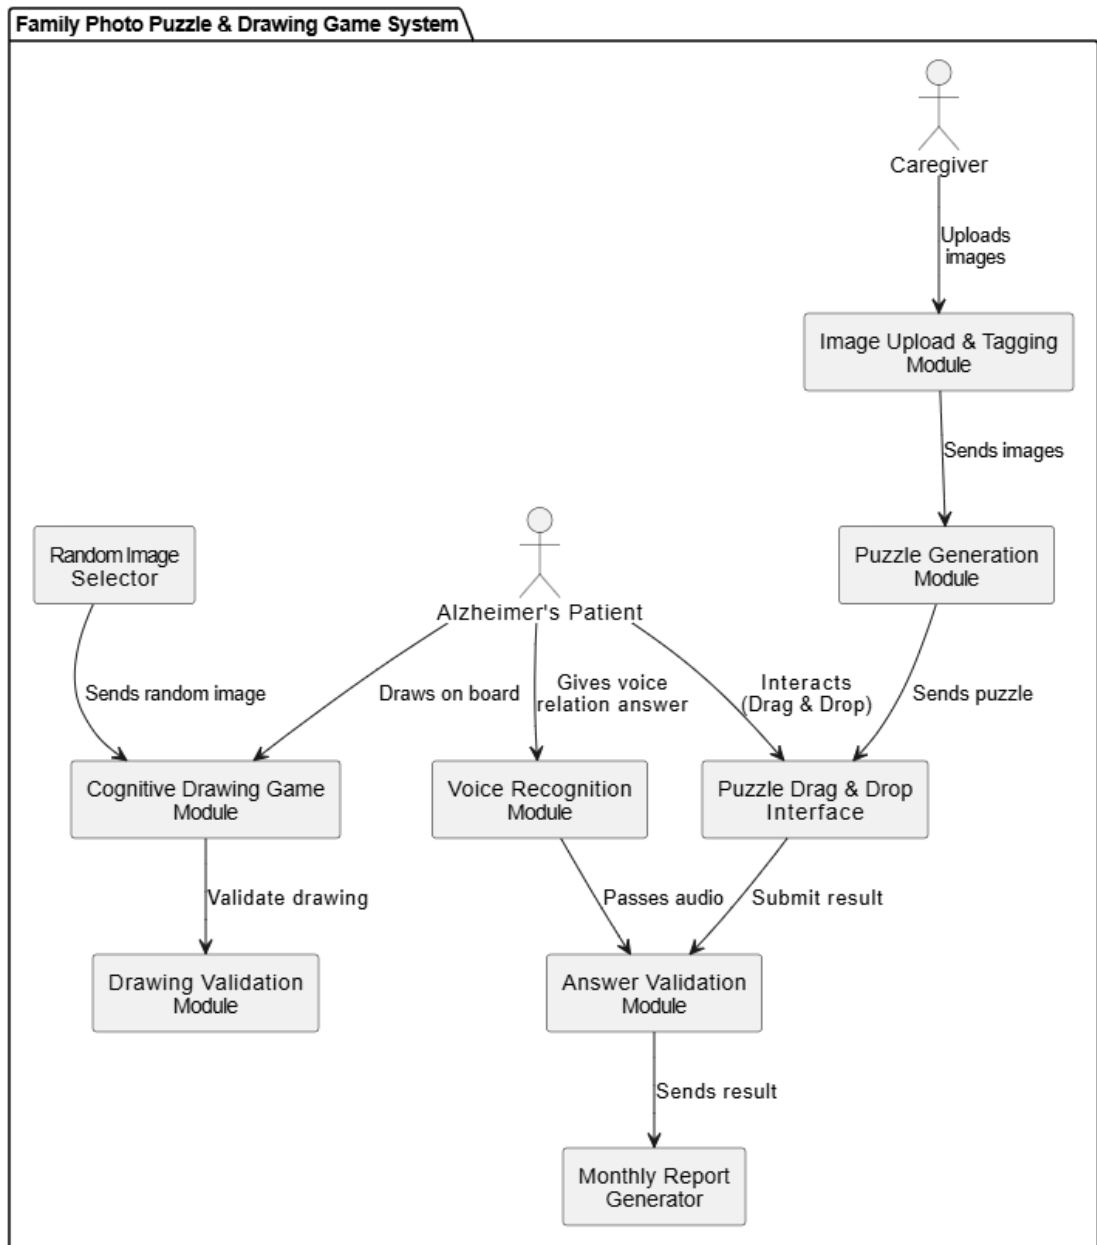 Family Photo Puzzle & Drawing Game System
Caregiver
Uploads
images
Image Upload & Tagging
Module
Sends images
Random Image
Selector
Alzheimer's Patient
Puzzle Generation
Module
Sends random image
Draws on board
Gives voice
relation answer
Interacts
(Drag & Drop)
Sends puzzle
Cognitive Drawing Game
Module
Voice Recognition
Module
Puzzle Drag & Drop
Interface
Validate drawing
Passes audio
Submit result
Drawing Validation
Module
Answer Validation
Module
Sends result
Monthly Report
Generator